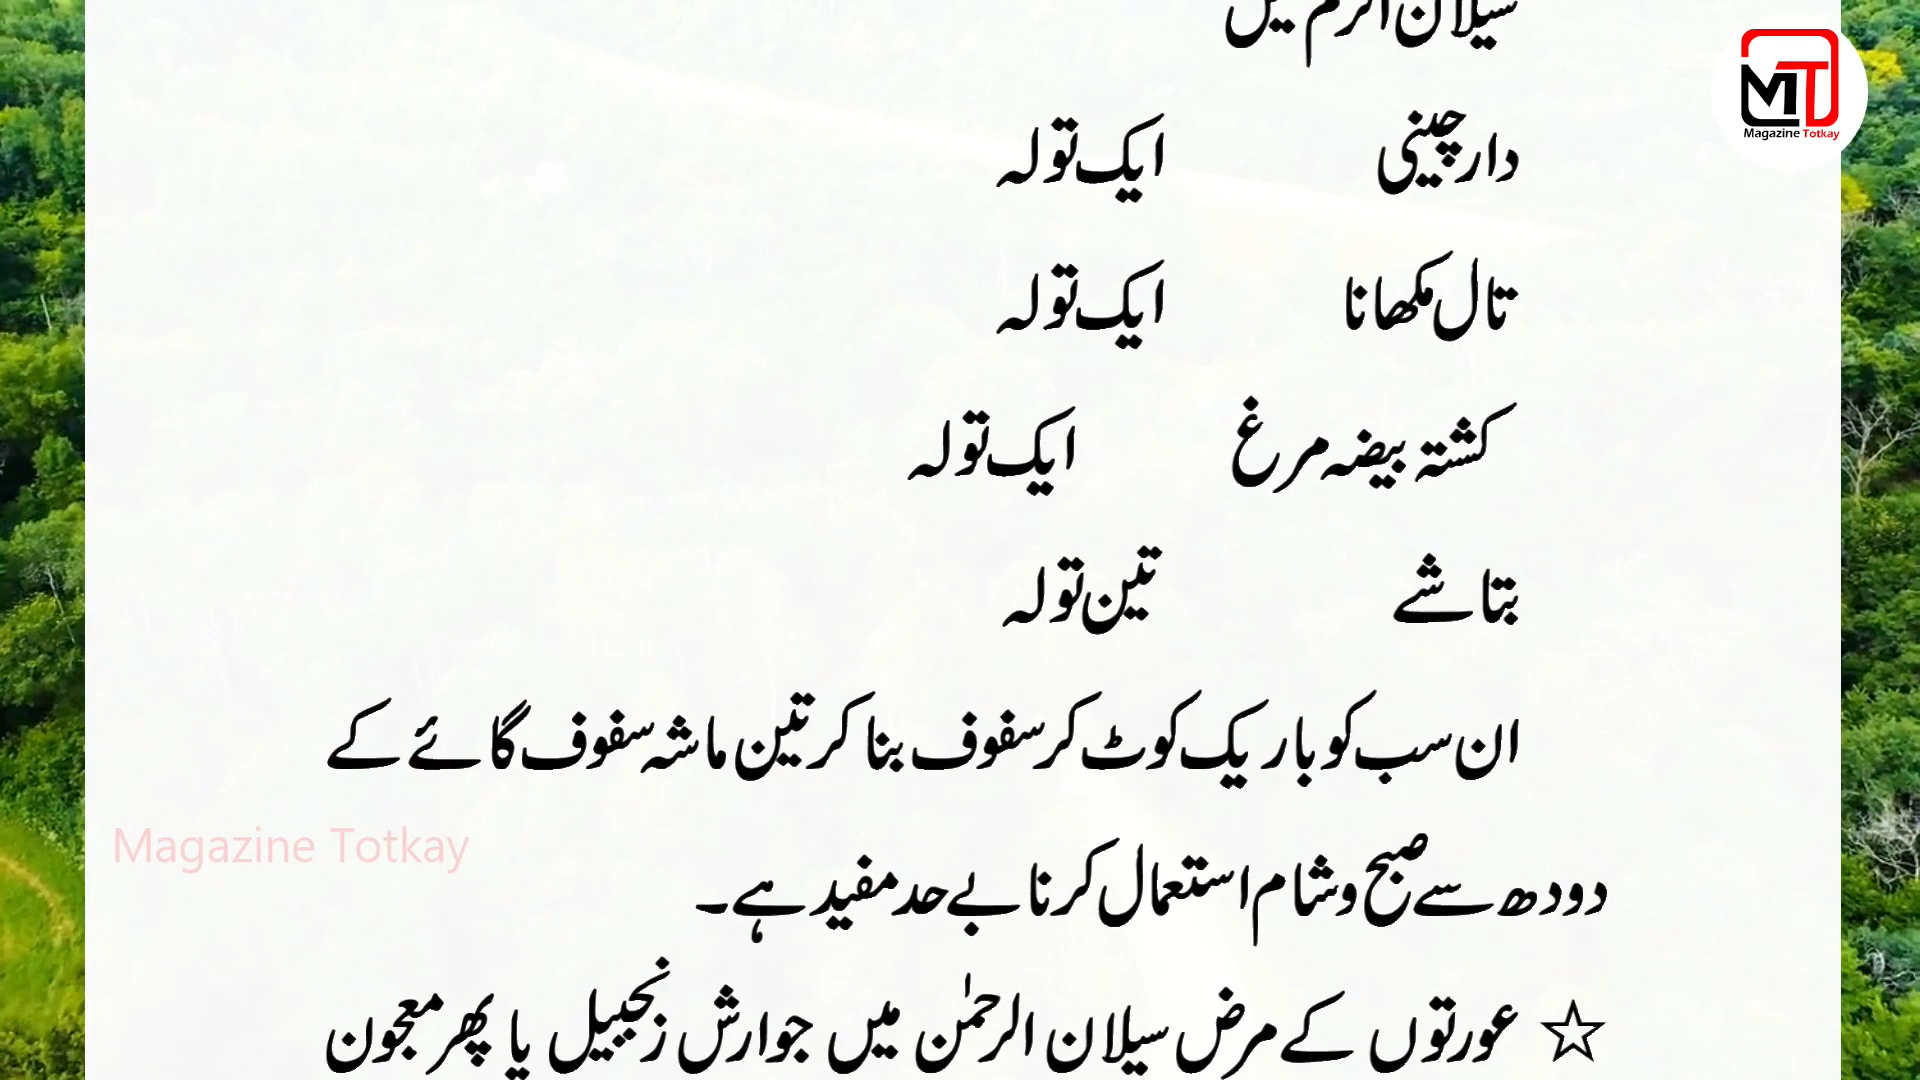 سیلان الرحم میں
دار چینی ایک تولہ
تال مکھانا ایک تولہ
کشتہ بیضہ مرغ ایک تولہ
بتاشے تین تولہ
ان سب کو باریک کوٹ کر سفوف بنا کر تین ماشہ سفوف گائے کے
دودھ سے صبح و شام استعمال کرنا بے حد مفید ہے۔
☆ عورتوں کے مرض سیلان الرحمٰن میں جوارش زنجبیل یا پھر معجون
MT
Magazine Totkay
Magazine Totkay